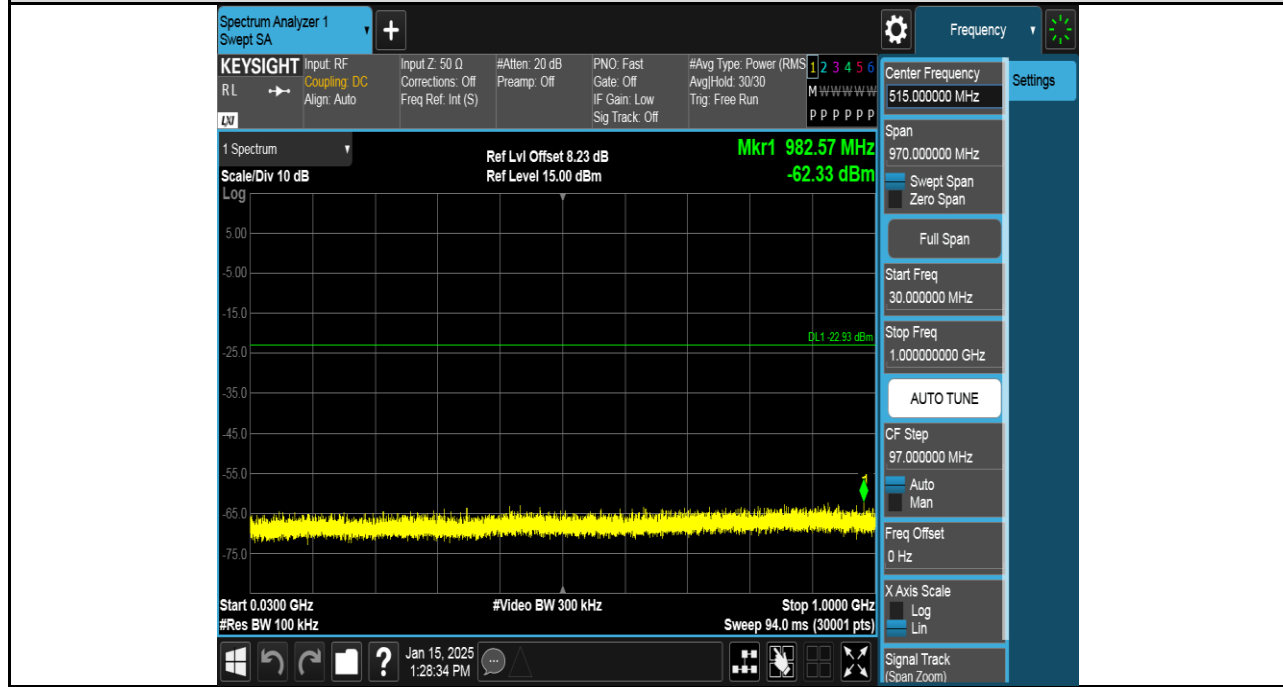 Spectrum Analyzer 1
Swept SA
+
Frequency
KEYSIGHT
RL
LXI
Input: RF
Coupling: DC
Align: Auto
Input Z: 50 Ω
Corrections: Off
Freq Ref: Int (S)
#Atten: 20 dB
Preamp: Off
PNO: Fast
Gate: Off
IF Gain: Low
Sig Track: Off
#Avg Type: Power (RMS
Avg|Hold: 30/30
Trig: Free Run
1 2 3 4 5 6
M W W W W W
P P P P P P
1 Spectrum
Scale/Div 10 dB
Log
Ref Lvl Offset 8.23 dB
Ref Level 15.00 dBm
Mkr1 982.57 MHz
-62.33 dBm
5.00
-5.00
-15.0
DL1 -22.93 dBm
-25.0
-35.0
-45.0
-55.0
1
-65.0
-75.0
Start 0.0300 GHz
#Res BW 100 kHz
#Video BW 300 kHz
Stop 1.0000 GHz
Sweep 94.0 ms (30001 pts)
?
Jan 15, 2025
1:28:34 PM
Center Frequency
515.000000 MHz
Settings
Span
970.000000 MHz
Swept Span
Zero Span
Full Span
Start Freq
30.000000 MHz
Stop Freq
1.000000000 GHz
AUTO TUNE
CF Step
97.000000 MHz
Auto
Man
Freq Offset
0 Hz
X Axis Scale
Log
Lin
Signal Track
(Span Zoom)